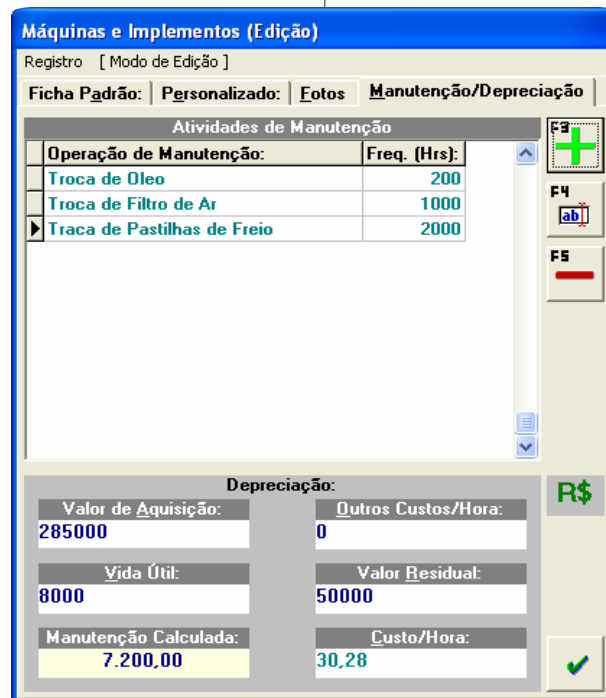 Máquinas e Implementos (Edição)
Registro [ Modo de Edição ]
Ficha Padrão: Personalizado: Fotos Manutenção/Depreciação
Atividades de Manutenção
Operação de Manutenção: Freq. (Hrs):
Troca de Oleo 200
Troca de Filtro de Ar 1000
Traca de Pastilhas de Freio 2000
F3
F4
ab
F5
Depreciação:
R$
Valor de Aquisição: Outros Custos/Hora:
285000 0
Vida Útil: Valor Residual:
8000 50000
Manutenção Calculada: Custo/Hora:
7.200,00 30,28